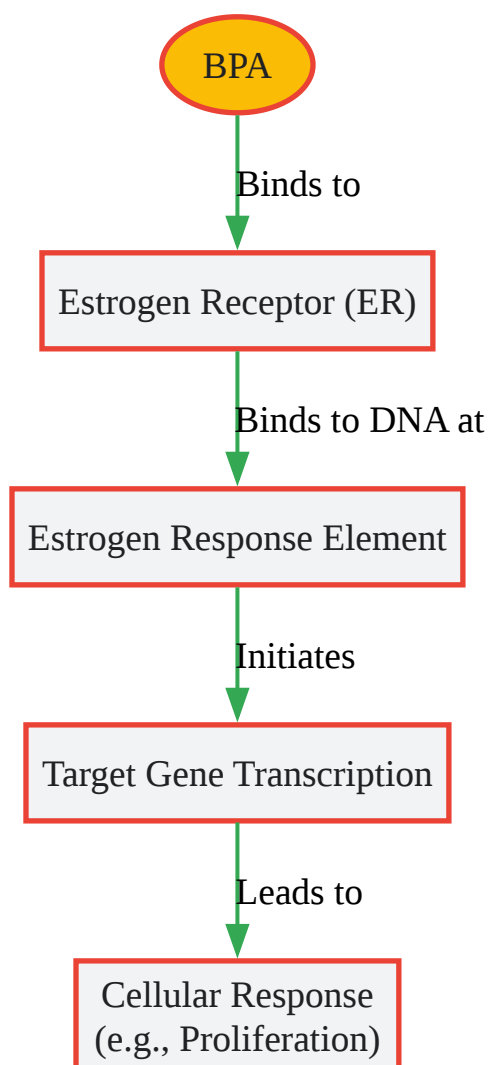 BPA
Binds to
Estrogen Receptor (ER)
Binds to DNA at
Estrogen Response Element
Initiates
Target Gene Transcription
Leads to
Cellular Response
(e.g., Proliferation)